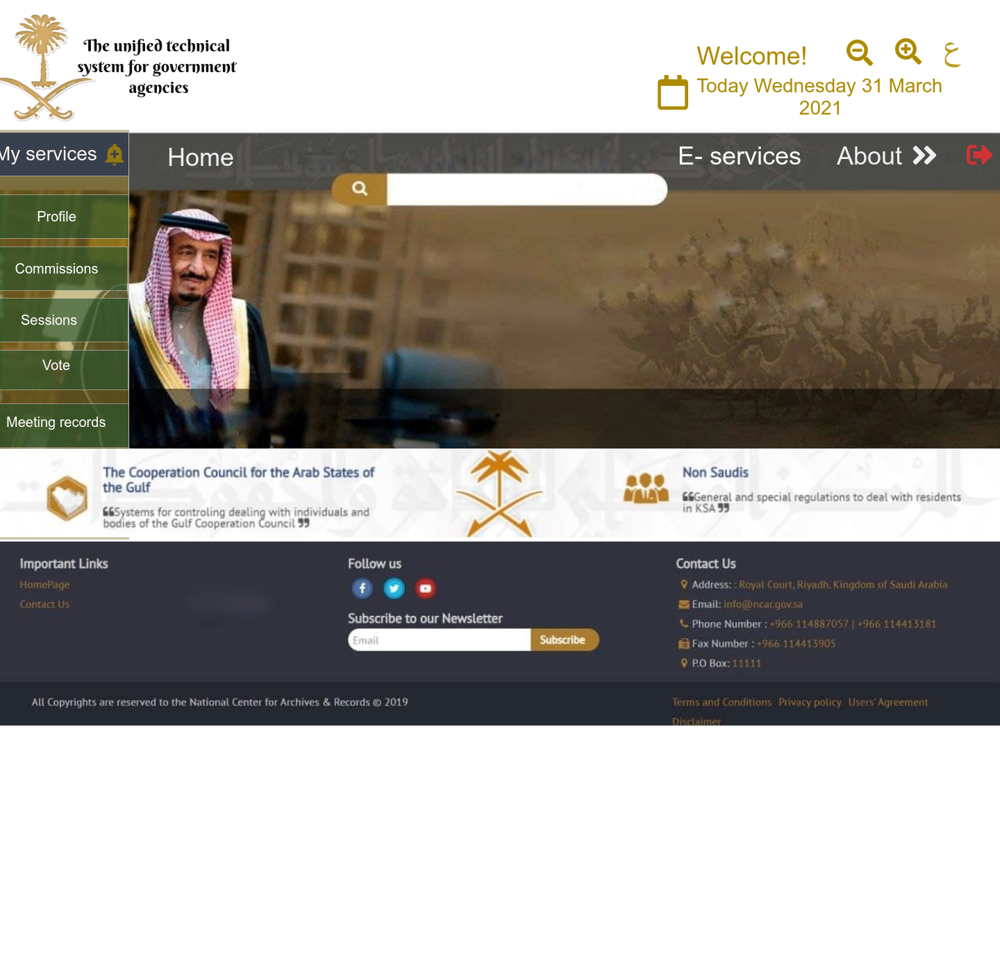 The unified technical
system for government
agencies
Welcome!
ع
Today Wednesday 31 March
2021
My services
Home
E- services
About
Profile
Commissions
Sessions
Vote
Meeting records
The Cooperation Council for the Arab States of
the Gulf
❝Systems for controling dealing with individuals and
bodies of the Gulf Cooperation Council ❞
Non Saudis
❝General and special regulations to deal with residents
in KSA ❞
Important Links
HomePage
Contact Us
Follow us
Subscribe to our Newsletter
Email
Subscribe
Contact Us
Address: : Royal Court, Riyadh. Kingdom of Saudi Arabia
Email: info@ncar.gov.sa
Phone Number : +966 114887057 | +966 114413181
Fax Number : +966 114413905
P.O Box: 11111
All Copyrights are reserved to the National Center for Archives & Records © 2019
Terms and Conditions Privacy policy Users' Agreement
Disclaimer